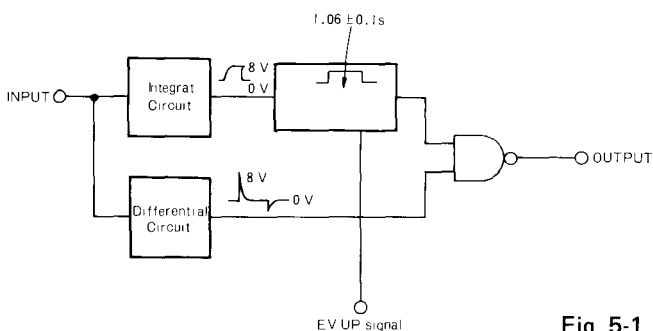 1.06 ± 0.1s
8 V
0 V
Integrat
Circuit
INPUT
OUTPUT
8 V
0 V
Differential
Circuit
EV UP signal
Fig. 5-1